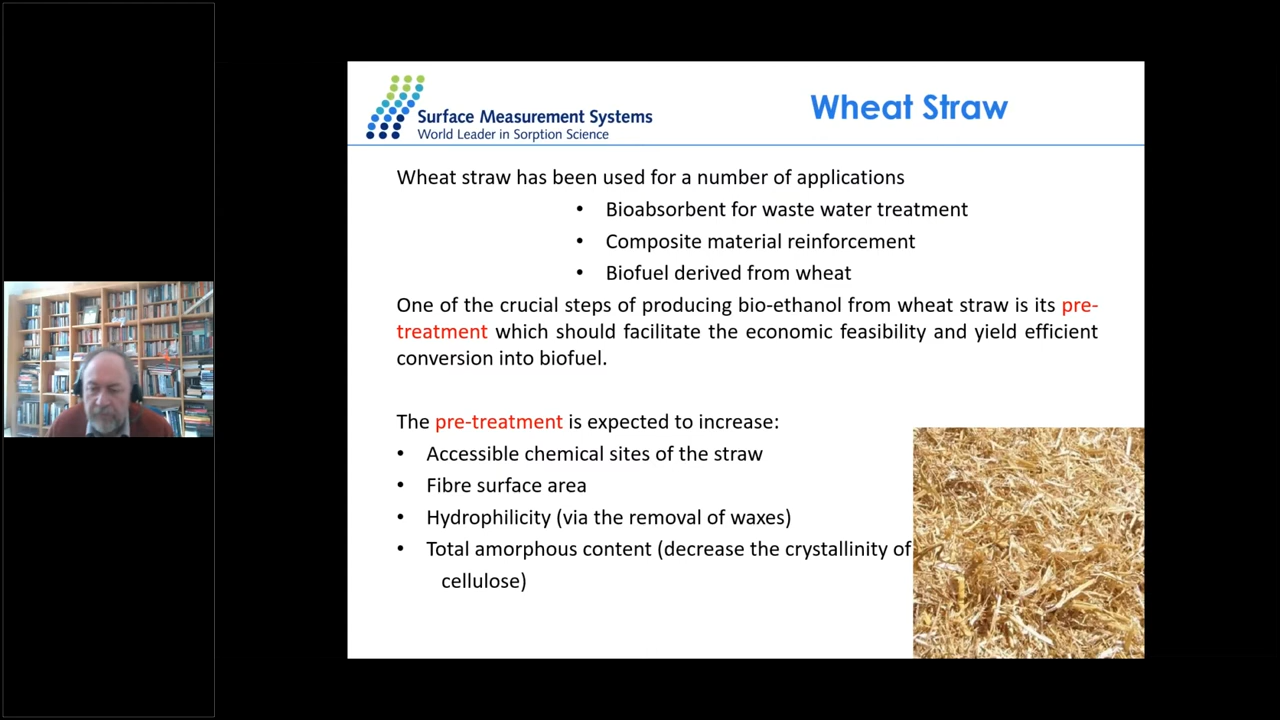 Surface Measurement Systems
World Leader in Sorption Science
Wheat Straw
Wheat straw has been used for a number of applications
• Bioabsorbent for waste water treatment
• Composite material reinforcement
• Biofuel derived from wheat
One of the crucial steps of producing bio-ethanol from wheat straw is its pre-
treatment which should facilitate the economic feasibility and yield efficient
conversion into biofuel.
The pre-treatment is expected to increase:
• Accessible chemical sites of the straw
• Fibre surface area
• Hydrophilicity (via the removal of waxes)
• Total amorphous content (decrease the crystallinity of
cellulose)